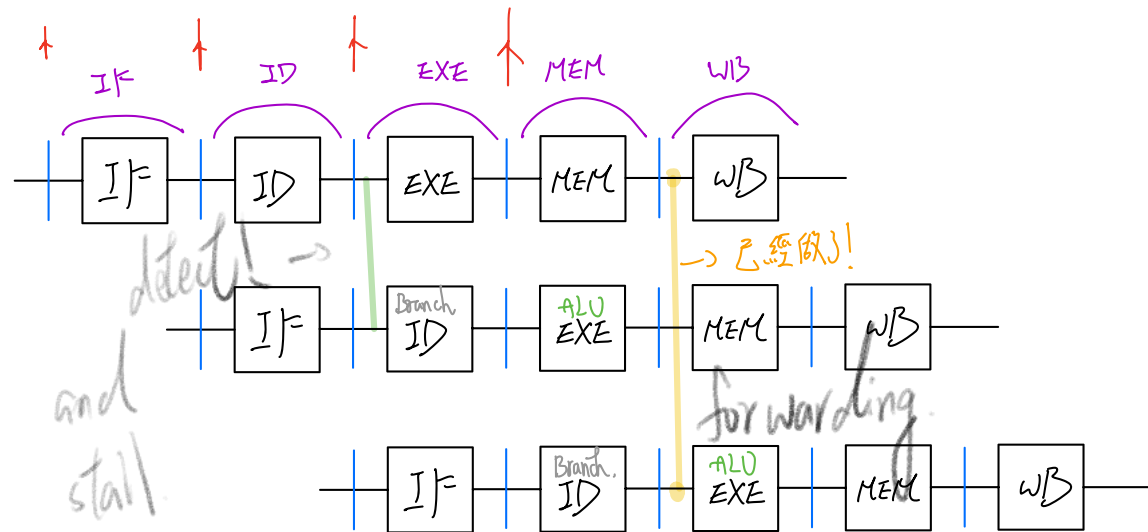 IF ID EXE MEM WB
IF ID EXE MEM WB
detect! →
→ 已經做了!
Branch ALU
IF ID EXE MEM WB
and
forwarding.
stall
Branch. ALU
IF ID EXE MEM WB